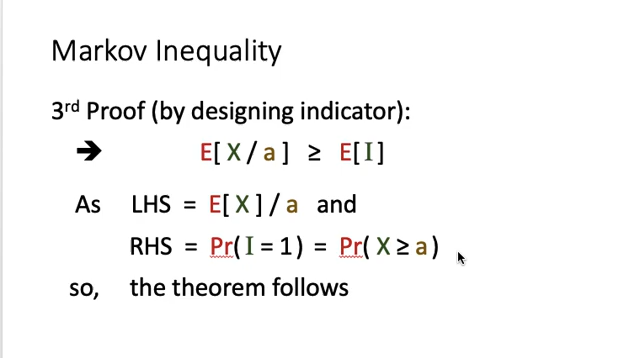 Markov Inequality
3rd Proof (by designing indicator):
➔ E[ X / a ] ≥ E[ I ]
As LHS = E[ X ] / a and
RHS = Pr( I = 1 ) = Pr( X ≥ a )
so, the theorem follows